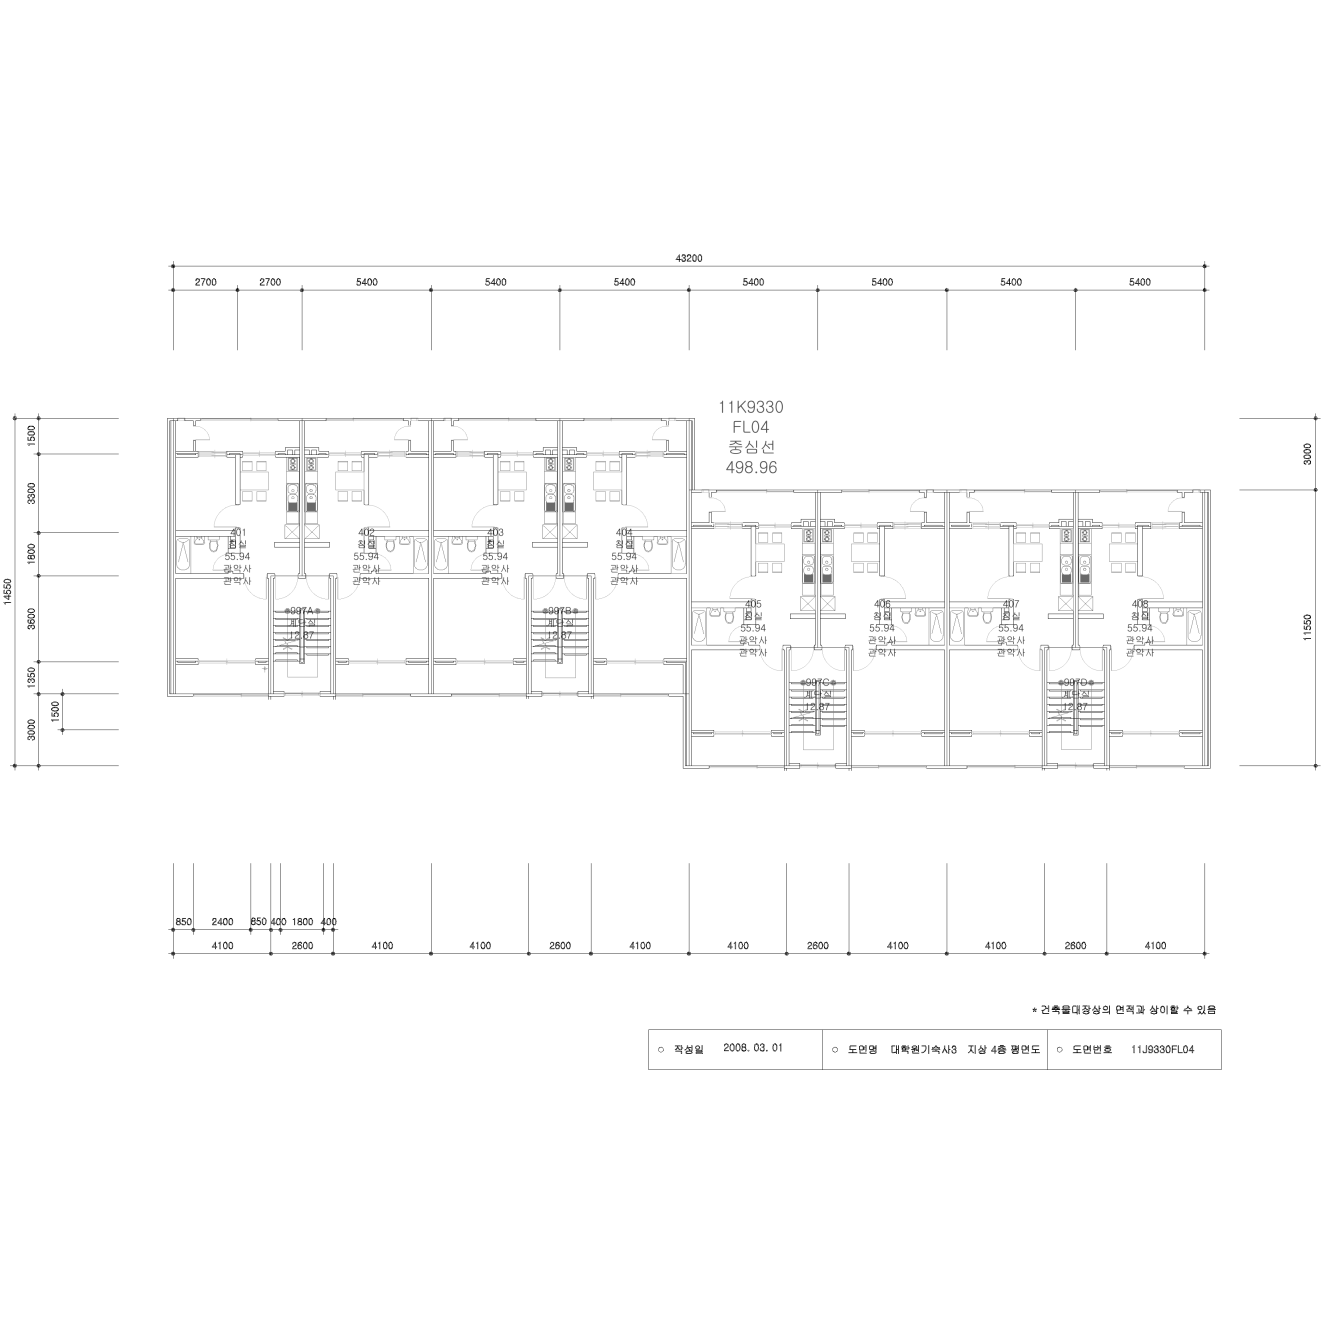 43200
2700 2700 5400 5400 5400 5400 5400 5400 5400
11K9330
FL04
중심선
498.96
1500
3300
1800
3600
1350
3000
1500
14550
3000
11550
401
침실
55.94
관악사
관악사
402
침실
55.94
관악사
관악사
403
침실
55.94
관악사
관악사
404
침실
55.94
관악사
관악사
997A
계단실
12.87
997B
계단실
12.87
405
침실
55.94
관악사
관악사
406
침실
55.94
관악사
관악사
407
침실
55.94
관악사
관악사
408
침실
55.94
관악사
관악사
997C
계단실
12.87
997D
계단실
12.87
850 2400 850 400 1800 400
4100 2600 4100 4100 2600 4100 4100 2600 4100 4100 2600 4100
* 건축물대장상의 면적과 상이할 수 있음
작성일 2008. 03. 01 도면명 대학원기숙사3 지상 4층 평면도 도면번호 11J9330FL04